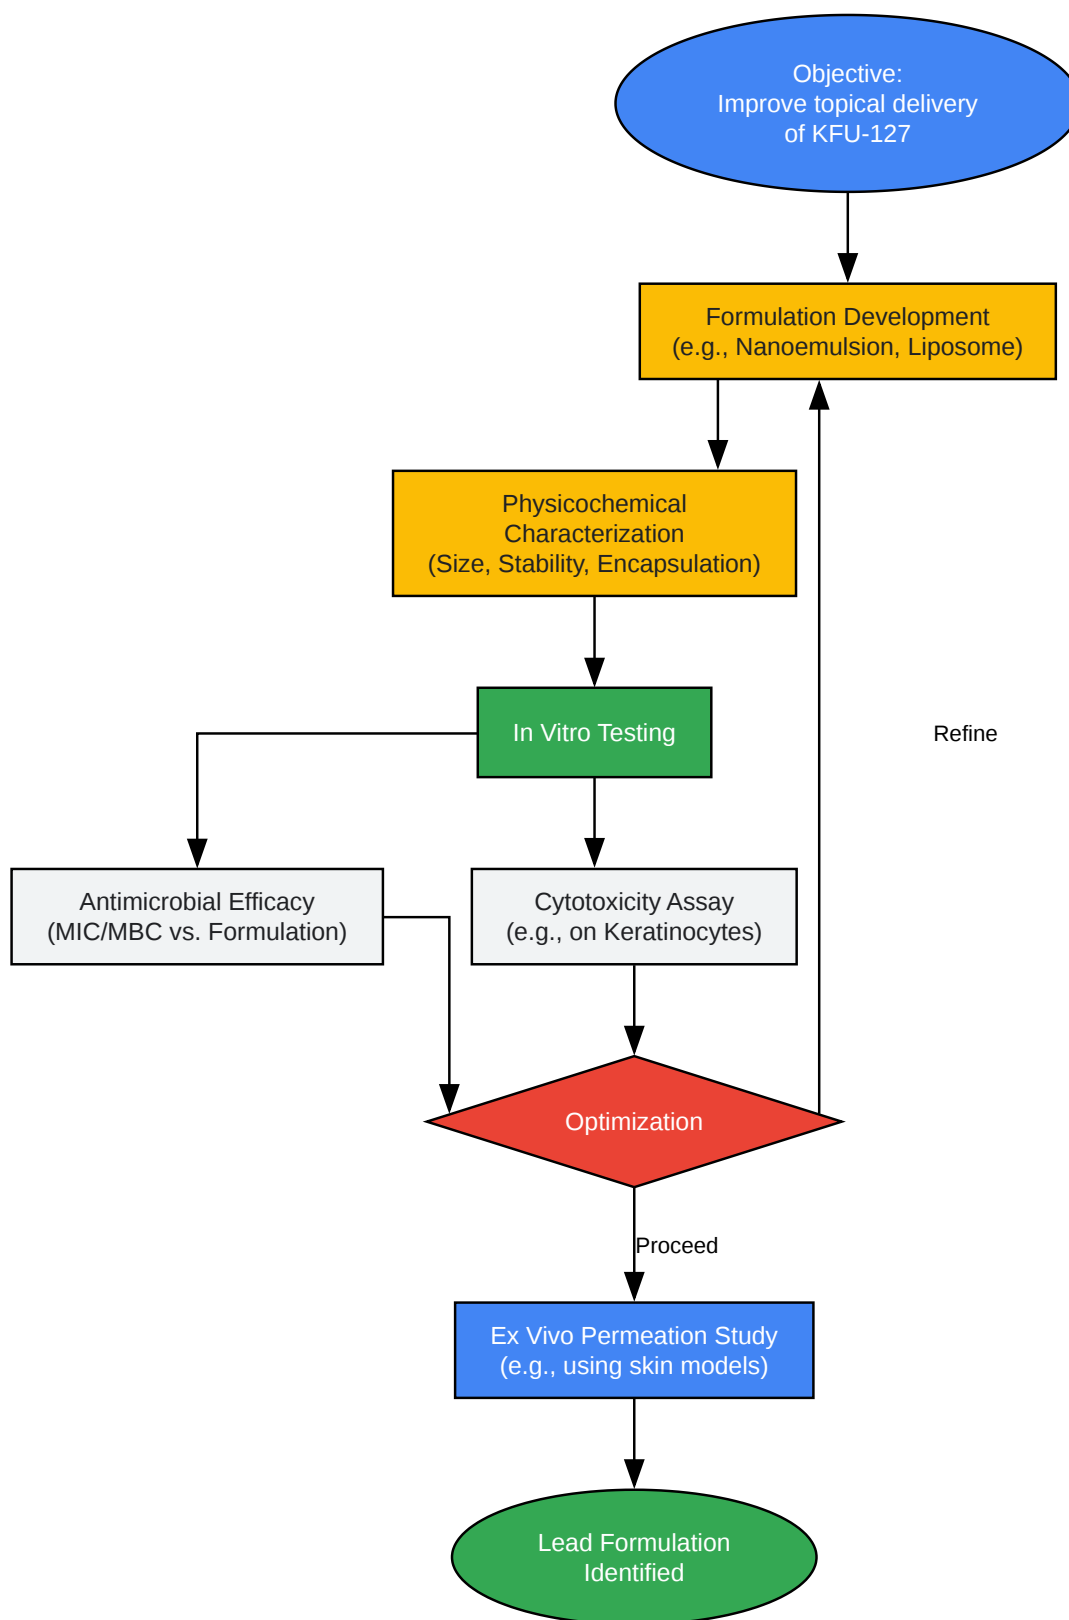 Objective:
Improve topical delivery
of KFU-127
Formulation Development
(e.g., Nanoemulsion, Liposome)
Physicochemical
Characterization
(Size, Stability, Encapsulation)
In Vitro Testing
Refine
Antimicrobial Efficacy
(MIC/MBC vs. Formulation)
Cytotoxicity Assay
(e.g., on Keratinocytes)
Optimization
Proceed
Ex Vivo Permeation Study
(e.g., using skin models)
Lead Formulation
Identified